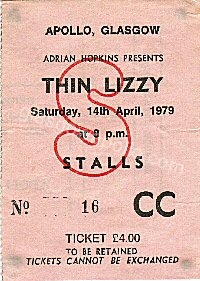 APOLLO, GLASGOW
ADRIAN HOPKINS PRESENTS
THIN LIZZY
Saturday, 14th April, 1979
at 8 p.m.
STALLS
S
Nº 16 CC
TICKET £4.00
TO BE RETAINED
TICKETS CANNOT BE EXCHANGED